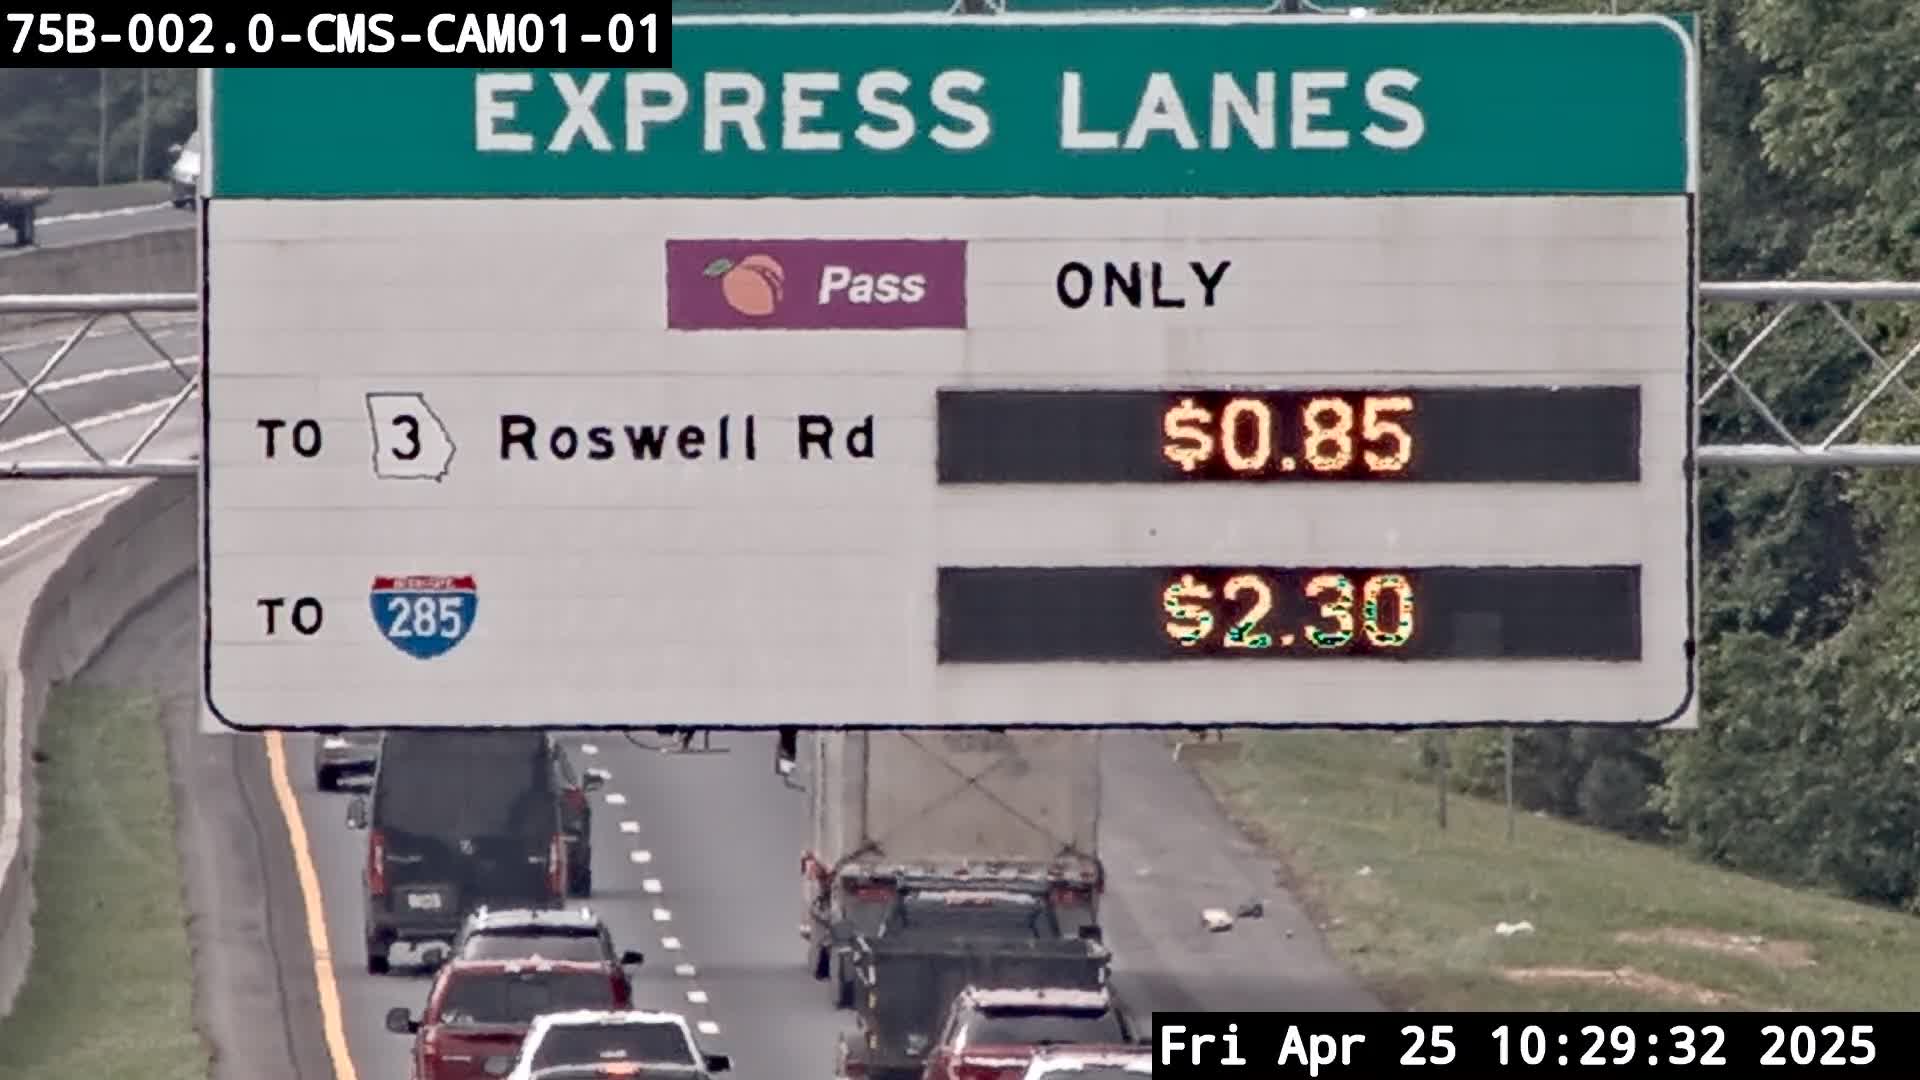 75B-002.0-CMS-CAM01-01
EXPRESS LANES
Pass ONLY
TO 3 Roswell Rd $0.85
TO INTERSTATE 285 $2.30
Fri Apr 25 10:29:32 2025